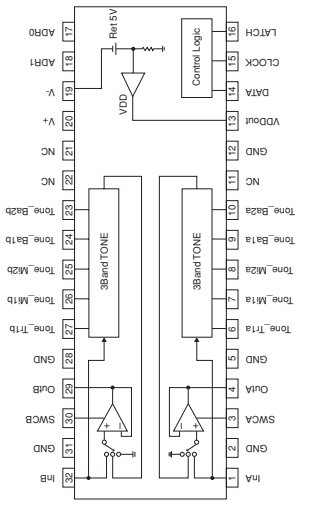 ADR0
17
ADR1
18
V-
19
V+
20
NC
21
NC
22
Tone_Ba2b
23
Tone_Ba1b
24
Tone_Mi2b
25
Tone_Mi1b
26
Tone_Tr1b
27
GND
28
OutB
29
SWCB
30
GND
31
InB
32
Ret 5V
VDD
Control Logic
3Band TONE
3Band TONE
+
−
+
−
16
LATCH
15
CLOCK
14
DATA
13
VDDout
12
GND
11
NC
10
Tone_Ba2a
9
Tone_Ba1a
8
Tone_Mi2a
7
Tone_Mi1a
6
Tone_Tr1a
5
GND
4
OutA
3
SWCA
2
GND
1
InA